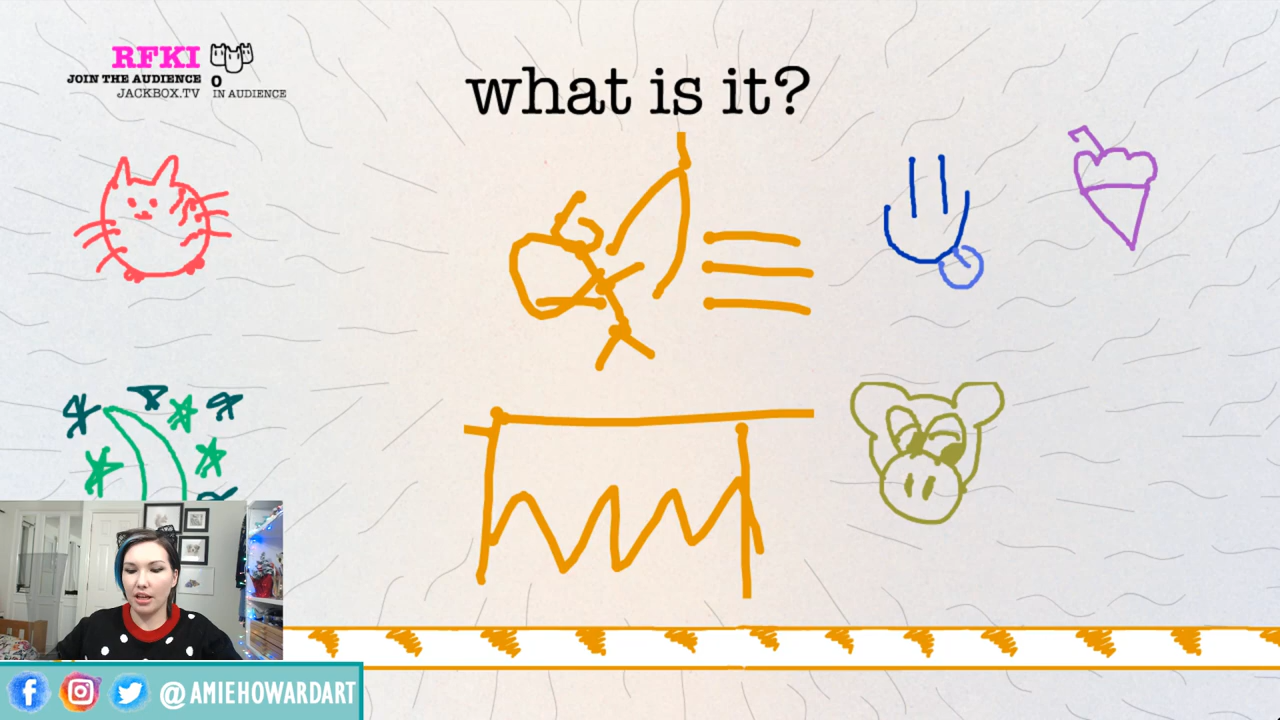 RFKI
JOIN THE AUDIENCE
JACKBOX.TV
0
IN AUDIENCE
what is it?
@AMIEHOWARDART